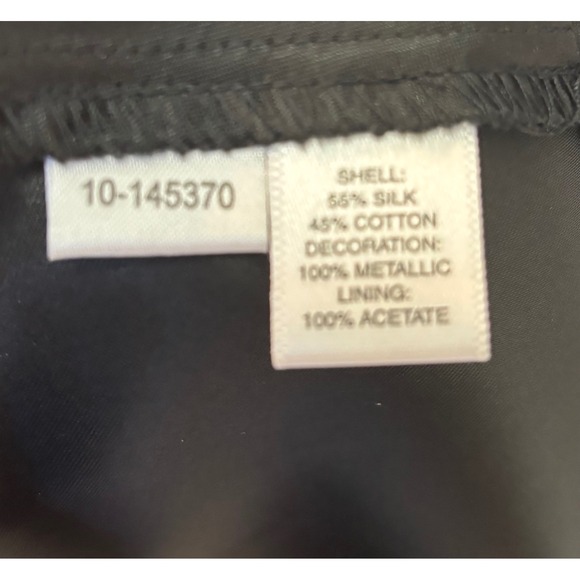 10-145370
SHELL:
55% SILK
45% COTTON
DECORATION:
100% METALLIC
LINING:
100% ACETATE